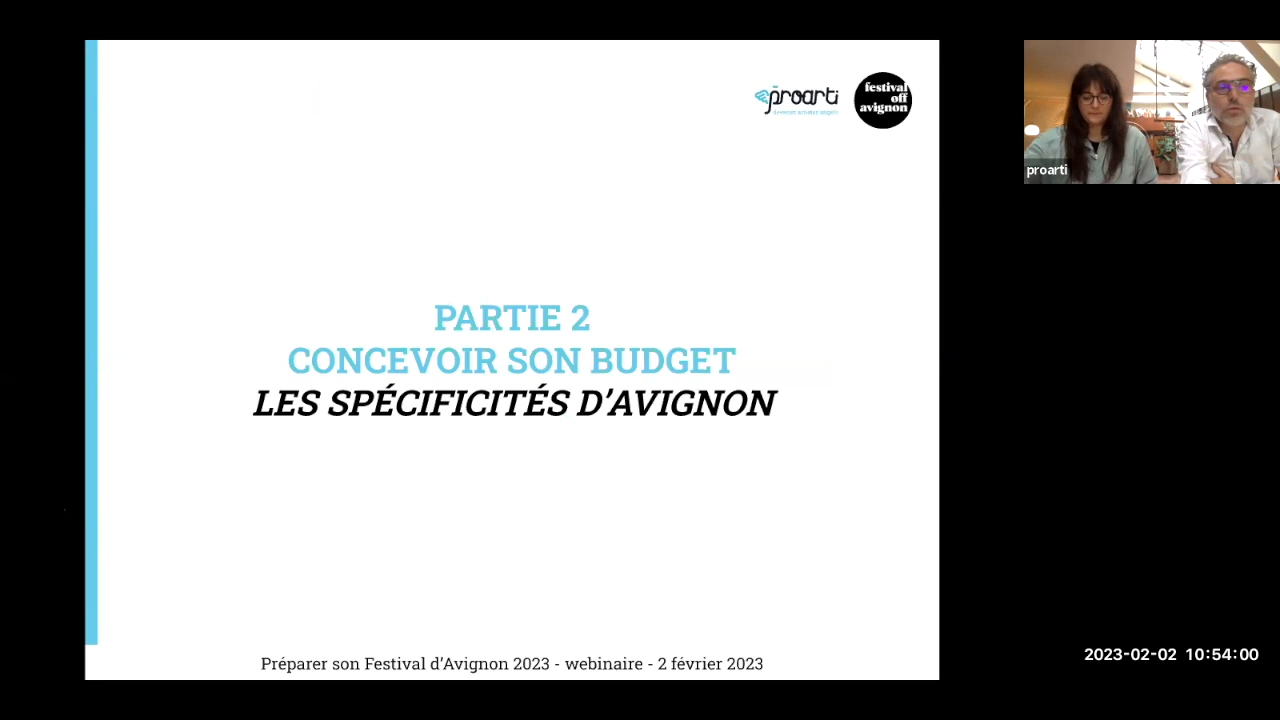 proarti
festival
off
avignon
PARTIE 2
CONCEVOIR SON BUDGET
LES SPÉCIFICITÉS D'AVIGNON
Préparer son Festival d'Avignon 2023 - webinaire - 2 février 2023
proarti
2023-02-02 10:54:00